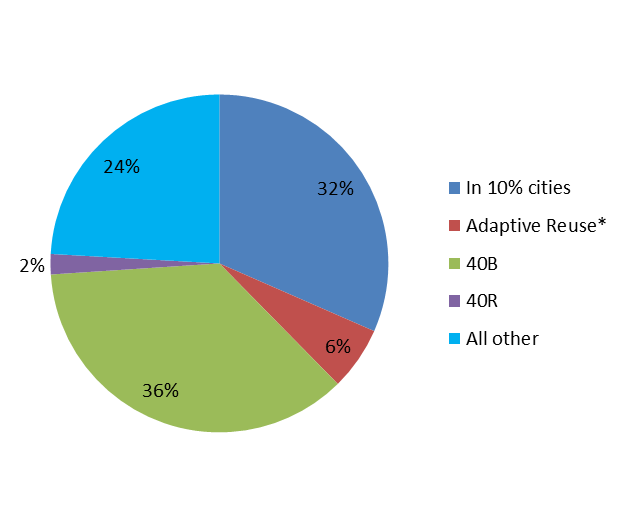 24%
32%
2%
6%
36%
In 10% cities
Adaptive Reuse*
40B
40R
All other